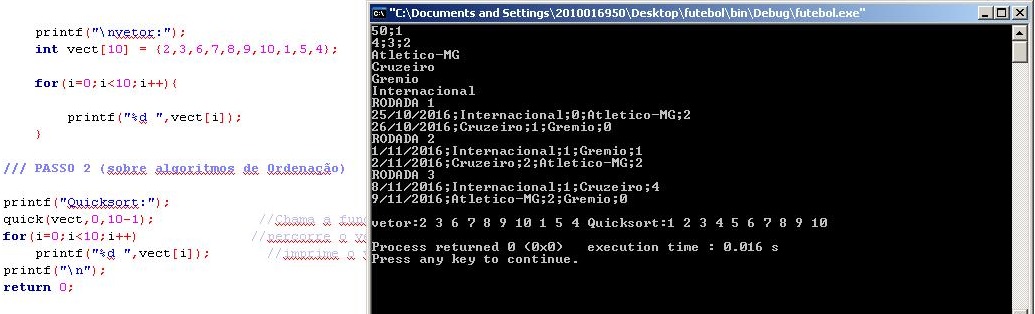 printf("\nvetor:");
int vect[10] = {2,3,6,7,8,9,10,1,5,4};
for(i=0;i<10;i++){
printf("%d ",vect[i]);
}
/// PASSO 2 (sobre algoritmos de Ordenação)
printf("Quicksort:");
quick(vect,0,10-1); //Chama a
for(i=0;i<10;i++) //percorre o
printf("%d ",vect[i]); //imprime o
printf("\n");
return 0;
"C:\Documents and Settings\2010016950\Desktop\futebol\bin\Debug\futebol.exe"
50;1
4;3;2
Atletico-MG
Cruzeiro
Gremio
Internacional
RODADA 1
25/10/2016;Internacional;0;Atletico-MG;2
26/10/2016;Cruzeiro;1;Gremio;0
RODADA 2
1/11/2016;Internacional;1;Gremio;1
2/11/2016;Cruzeiro;2;Atletico-MG;2
RODADA 3
8/11/2016;Internacional;1;Cruzeiro;4
9/11/2016;Atletico-MG;2;Gremio;0
vetor:2 3 6 7 8 9 10 1 5 4 Quicksort:1 2 3 4 5 6 7 8 9 10
Process returned 0 (0x0) execution time : 0.016 s
Press any key to continue.